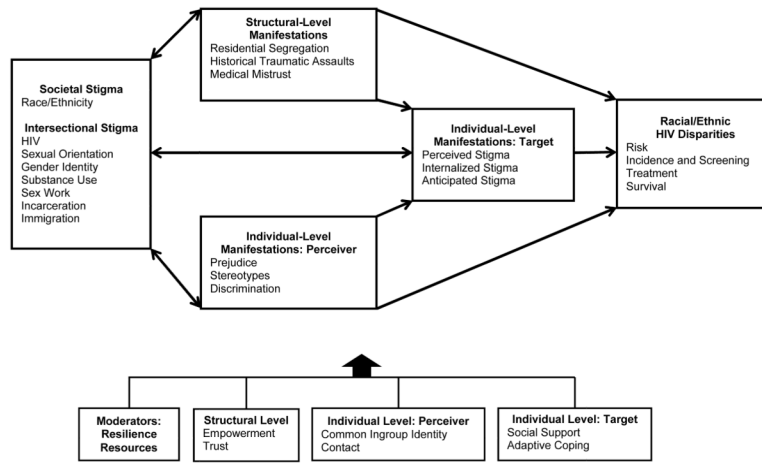 Structural-Level
Manifestations
Residential Segregation
Historical Traumatic Assaults
Medical Mistrust
Societal Stigma
Race/Ethnicity
Intersectional Stigma
HIV
Sexual Orientation
Gender Identity
Substance Use
Sex Work
Incarceration
Immigration
Individual-Level
Manifestations: Target
Perceived Stigma
Internalized Stigma
Anticipated Stigma
Racial/Ethnic
HIV Disparities
Risk
Incidence and Screening
Treatment
Survival
Individual-Level
Manifestations: Perceiver
Prejudice
Stereotypes
Discrimination
Moderators:
Resilience
Resources
Structural Level
Empowerment
Trust
Individual Level: Perceiver
Common Ingroup Identity
Contact
Individual Level: Target
Social Support
Adaptive Coping